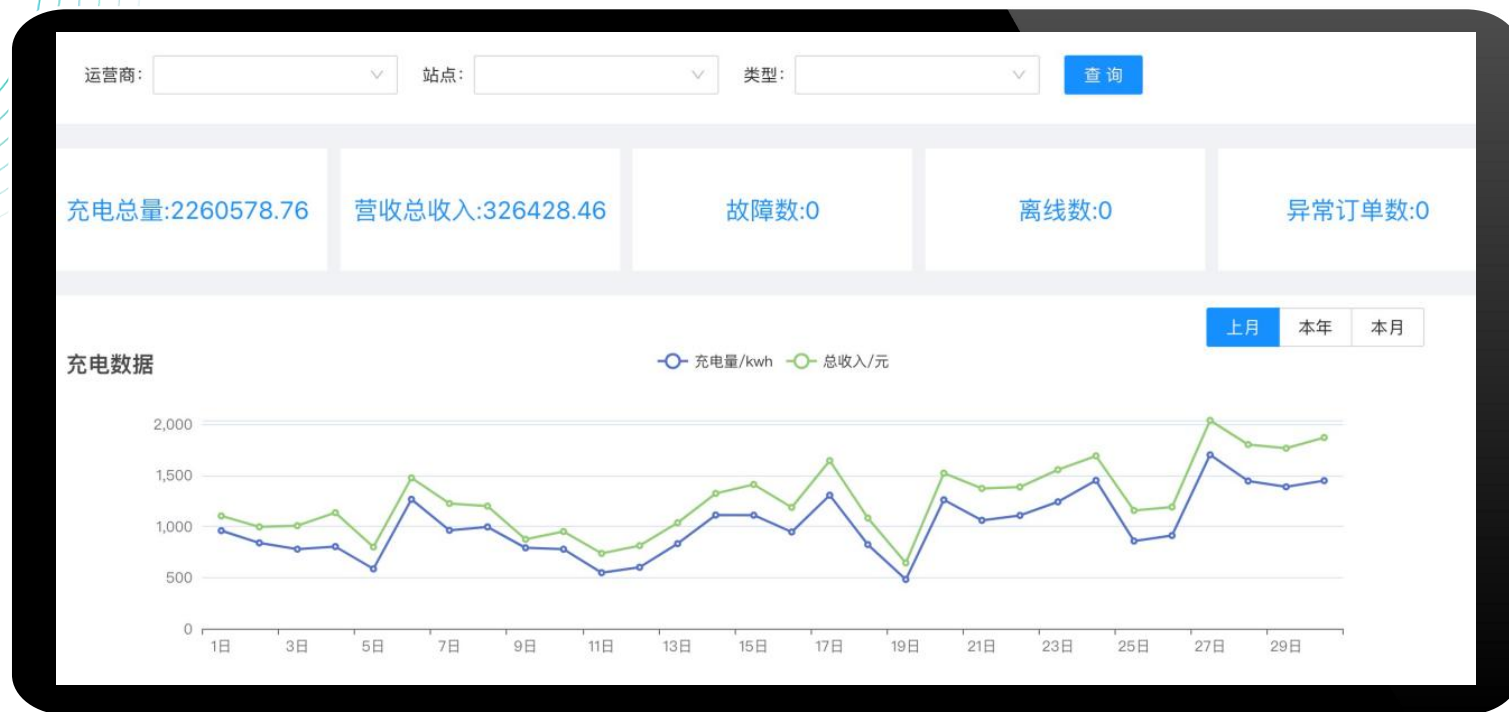 运营商: 站点: 类型: 查询
充电总量:2260578.76 营收总收入:326428.46 故障数:0 离线数:0 异常订单数:0
上月 本年 本月
充电数据 充电量/kwh 总收入/元
2,000
1,500
1,000
500
0
1日 3日 5日 7日 9日 11日 13日 15日 17日 19日 21日 23日 25日 27日 29日